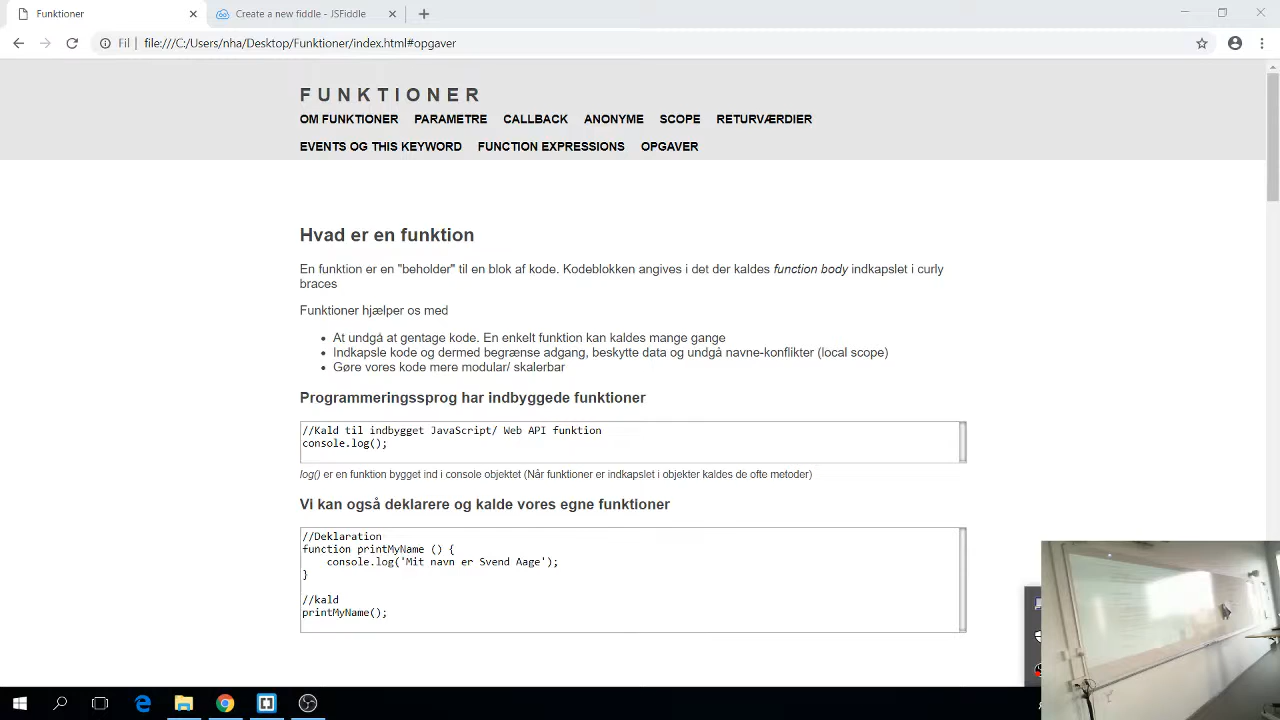 Funktioner
Create a new fiddle - JSFiddle
Fil
file:///C:/Users/nha/Desktop/Funktioner/index.html#opgaver
FUNKTIONER
OM FUNKTIONER PARAMETRE CALLBACK ANONYME SCOPE RETURVÆRDIER
EVENTS OG THIS KEYWORD FUNCTION EXPRESSIONS OPGAVER
Hvad er en funktion
En funktion er en "beholder" til en blok af kode. Kodeblokken angives i det der kaldes function body indkapslet i curly
braces
Funktioner hjælper os med
At undgå at gentage kode. En enkelt funktion kan kaldes mange gange
Indkapsle kode og dermed begrænse adgang, beskytte data og undgå navne-konflikter (local scope)
Gøre vores kode mere modular/ skalerbar
Programmeringssprog har indbyggede funktioner
//Kald til indbygget JavaScript/ Web API funktion
console.log();
log() er en funktion bygget ind i console objektet (Når funktioner er indkapslet i objekter kaldes de ofte metoder)
Vi kan også deklarere og kalde vores egne funktioner
//Deklaration
function printMyName () {
console.log('Mit navn er Svend Aage');
}
//kald
printMyName();